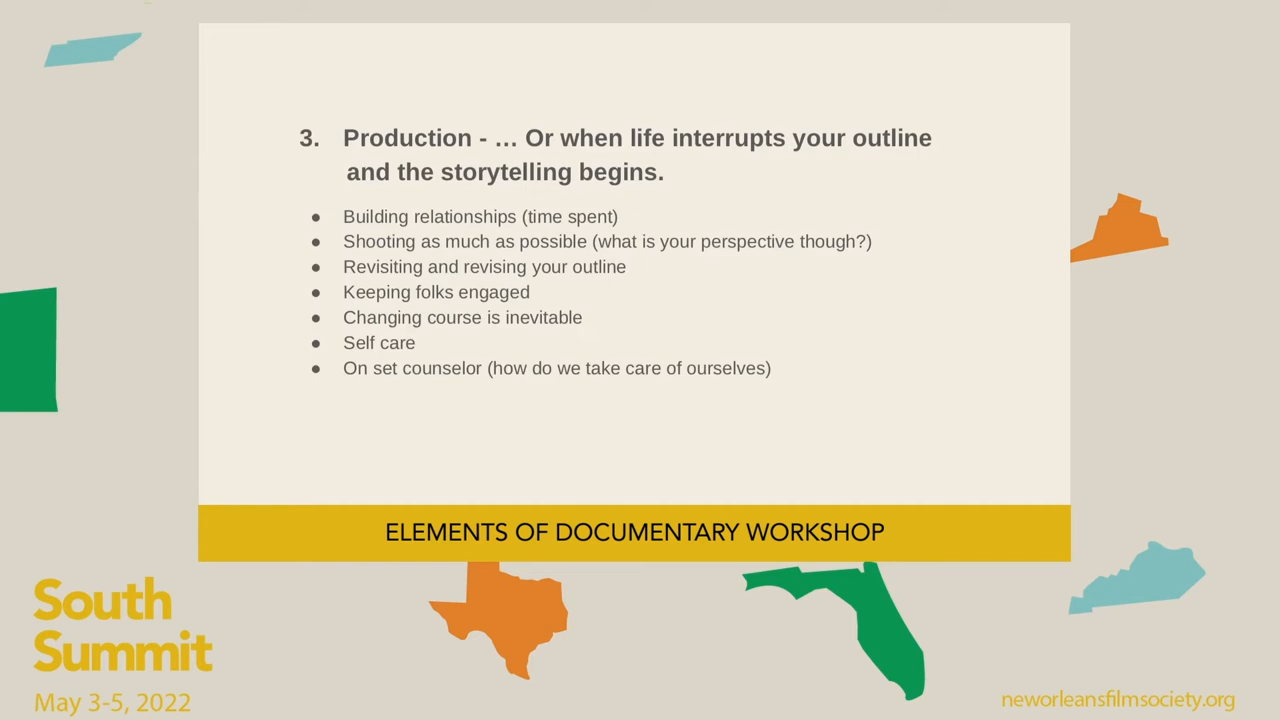 3. Production - … Or when life interrupts your outline
and the storytelling begins.
● Building relationships (time spent)
● Shooting as much as possible (what is your perspective though?)
● Revisiting and revising your outline
● Keeping folks engaged
● Changing course is inevitable
● Self care
● On set counselor (how do we take care of ourselves)
ELEMENTS OF DOCUMENTARY WORKSHOP
South
Summit
May 3-5, 2022
neworleansfilmsociety.org